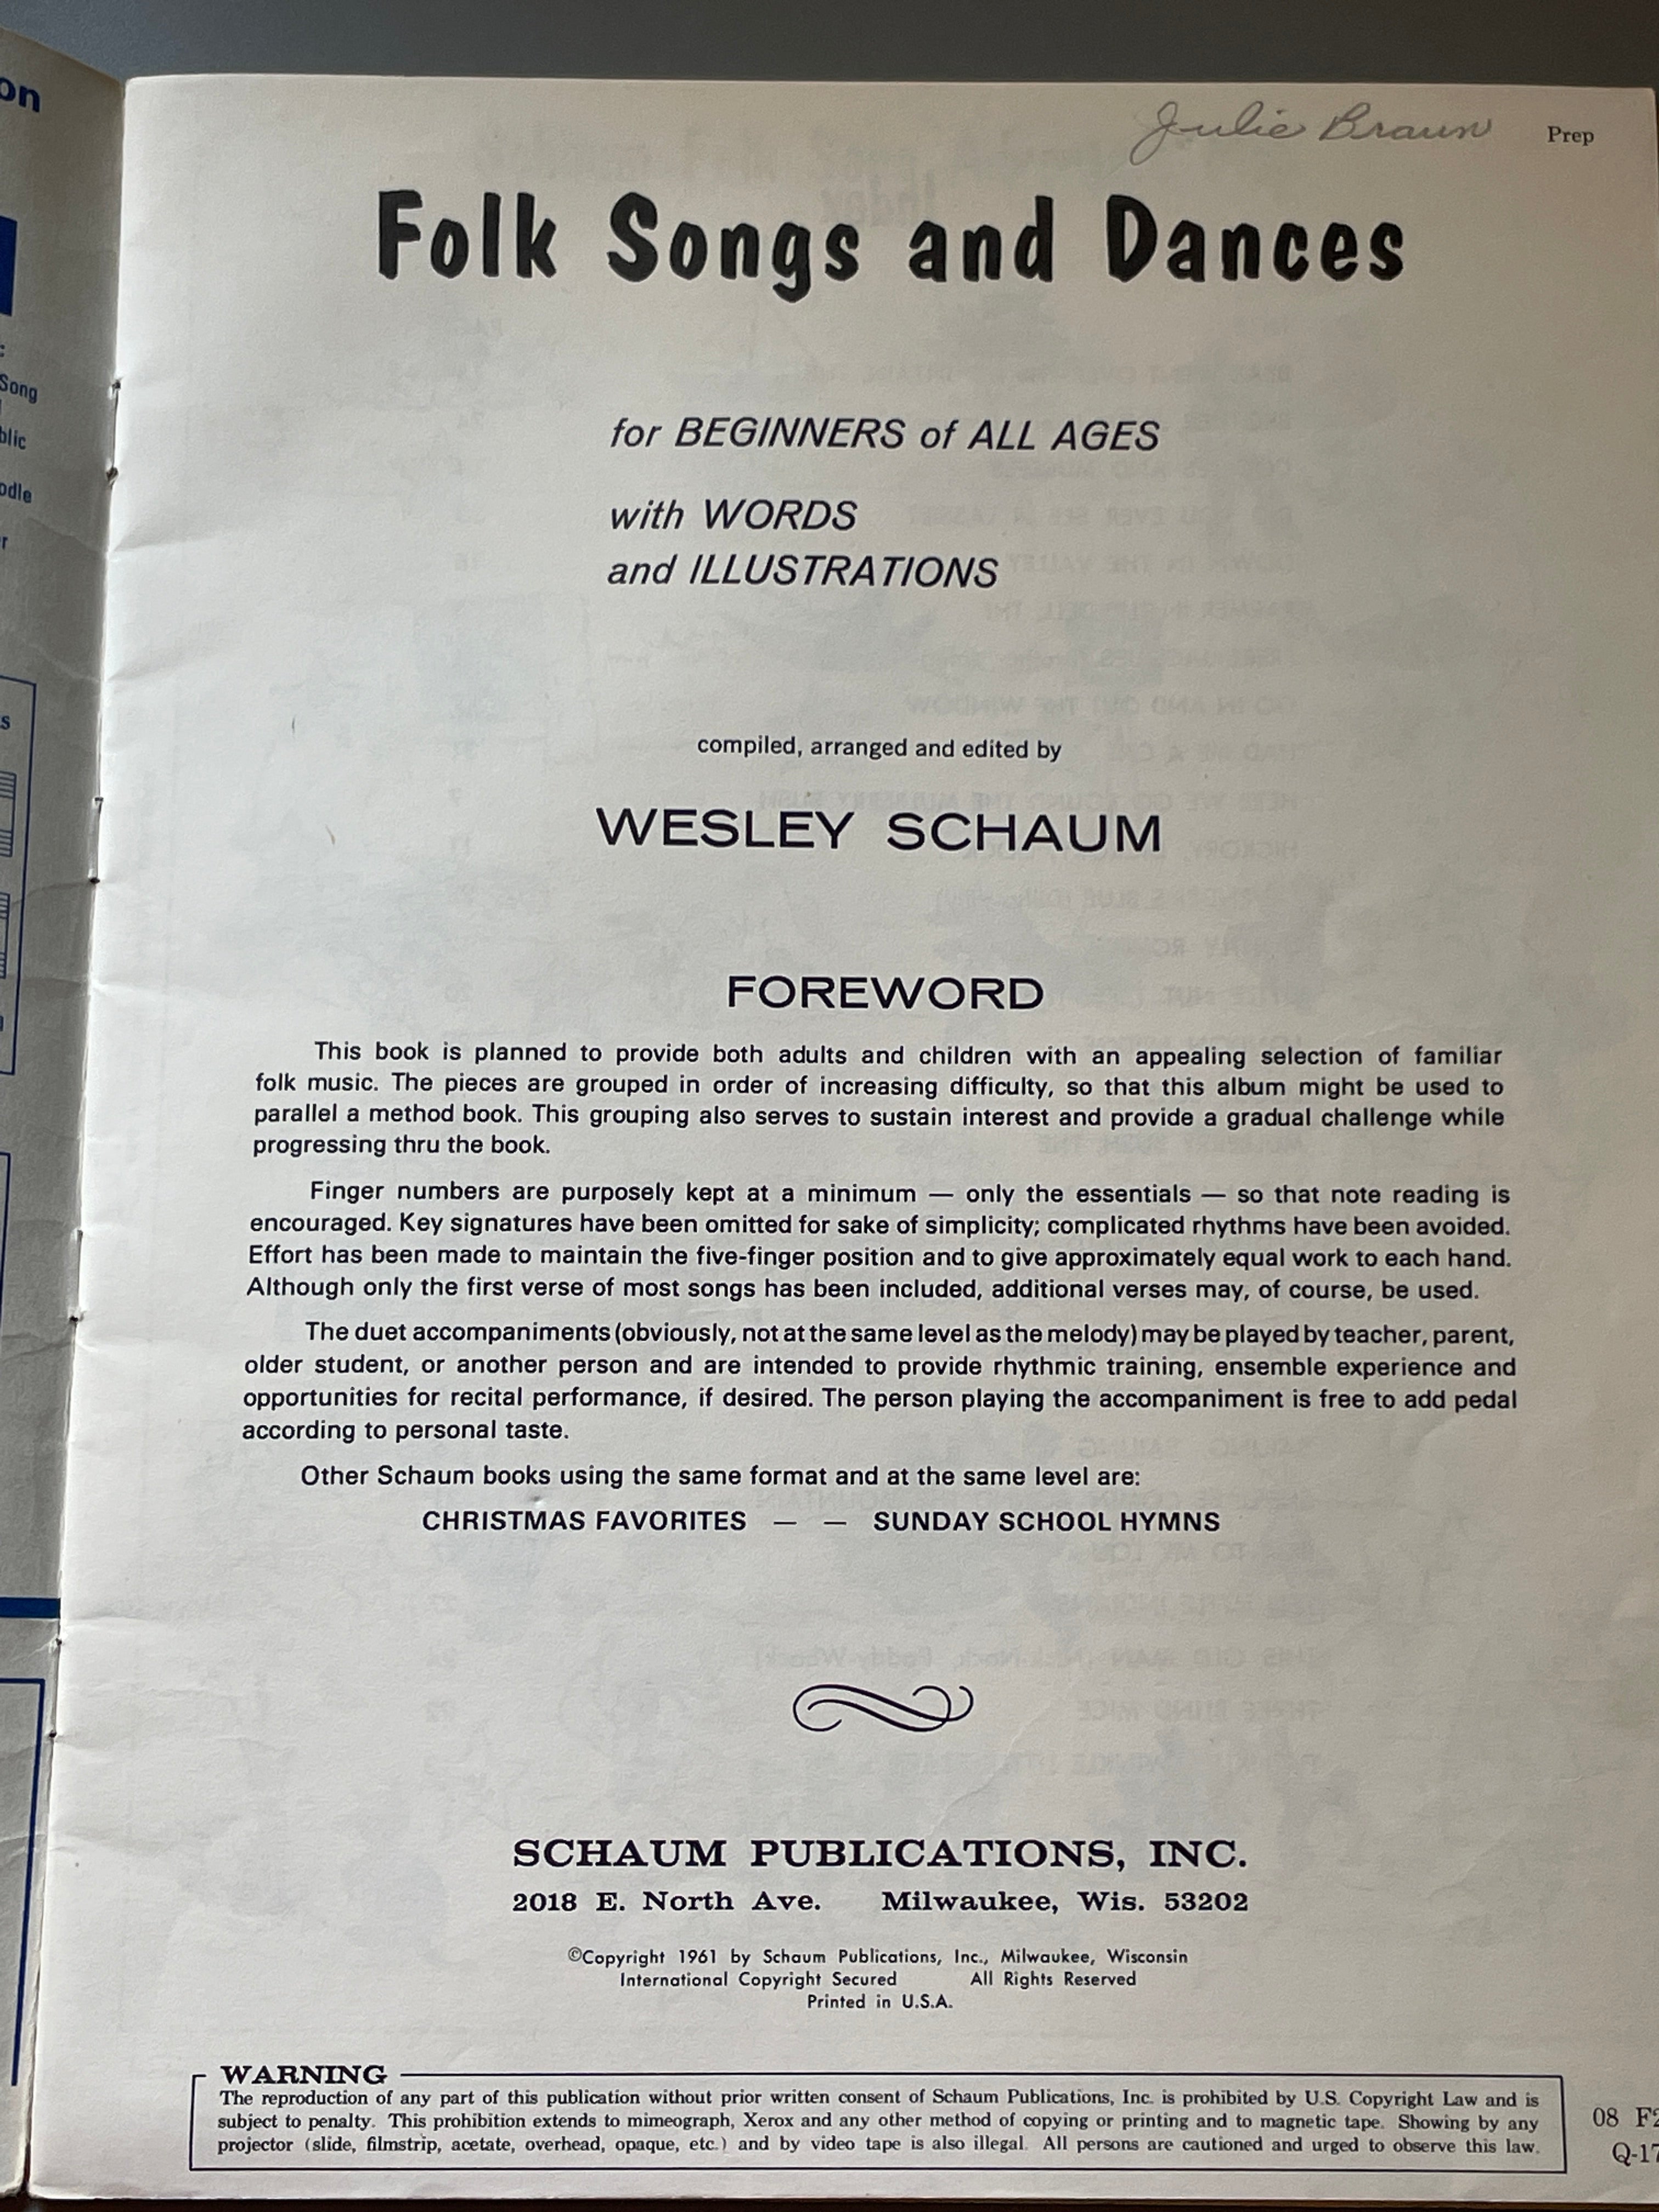 on
Song
odle
Julie Braun
Prep
Folk Songs and Dances
for BEGINNERS of ALL AGES
with WORDS
and ILLUSTRATIONS
compiled, arranged and edited by
WESLEY SCHAUM
FOREWORD
This book is planned to provide both adults and children with an appealing selection of familiar
folk music. The pieces are grouped in order of increasing difficulty, so that this album might be used to
parallel a method book. This grouping also serves to sustain interest and provide a gradual challenge while
progressing thru the book.
Finger numbers are purposely kept at a minimum — only the essentials — so that note reading is
encouraged. Key signatures have been omitted for sake of simplicity; complicated rhythms have been avoided.
Effort has been made to maintain the five-finger position and to give approximately equal work to each hand.
Although only the first verse of most songs has been included, additional verses may, of course, be used.
The duet accompaniments (obviously, not at the same level as the melody) may be played by teacher, parent,
older student, or another person and are intended to provide rhythmic training, ensemble experience and
opportunities for recital performance, if desired. The person playing the accompaniment is free to add pedal
according to personal taste.
Other Schaum books using the same format and at the same level are:
CHRISTMAS FAVORITES — — SUNDAY SCHOOL HYMNS
SCHAUM PUBLICATIONS, INC.
2018 E. North Ave. Milwaukee, Wis. 53202
©Copyright 1961 by Schaum Publications, Inc., Milwaukee, Wisconsin
International Copyright Secured All Rights Reserved
Printed in U.S.A.
WARNING
The reproduction of any part of this publication without prior written consent of Schaum Publications, Inc. is prohibited by U.S. Copyright Law and is
subject to penalty. This prohibition extends to mimeograph, Xerox and any other method of copying or printing and to magnetic tape. Showing by any
projector (slide, filmstrip, acetate, overhead, opaque, etc.) and by video tape is also illegal. All persons are cautioned and urged to observe this law.
08 F2
Q-17